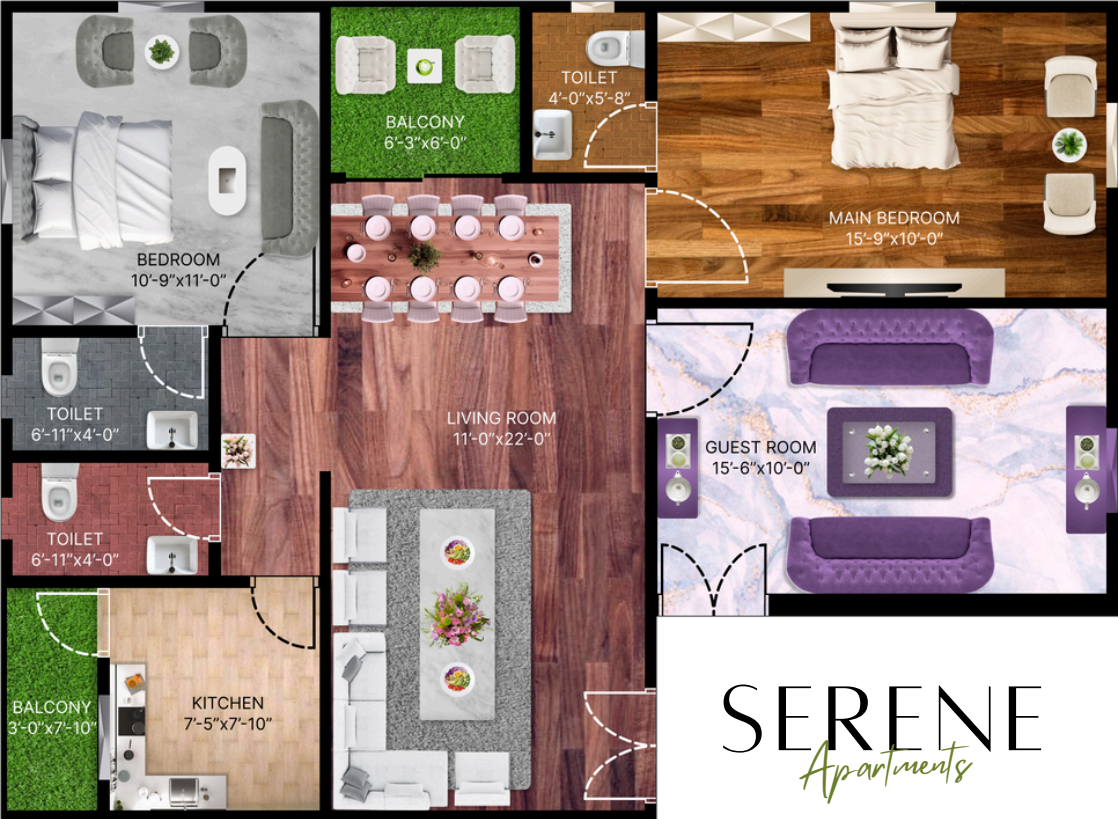 TOILET
4’-0”x5’-8”
BALCONY
6’-3”x6’-0”
MAIN BEDROOM
15’-9”x10’-0”
BEDROOM
10’-9”x11’-0”
TOILET
6’-11”x4’-0”
LIVING ROOM
11’-0”x22’-0”
GUEST ROOM
15’-6”x10’-0”
TOILET
6’-11”x4’-0”
BALCONY
3’-0”x7’-10”
KITCHEN
7’-5”x7’-10”
SERENE
Apartments